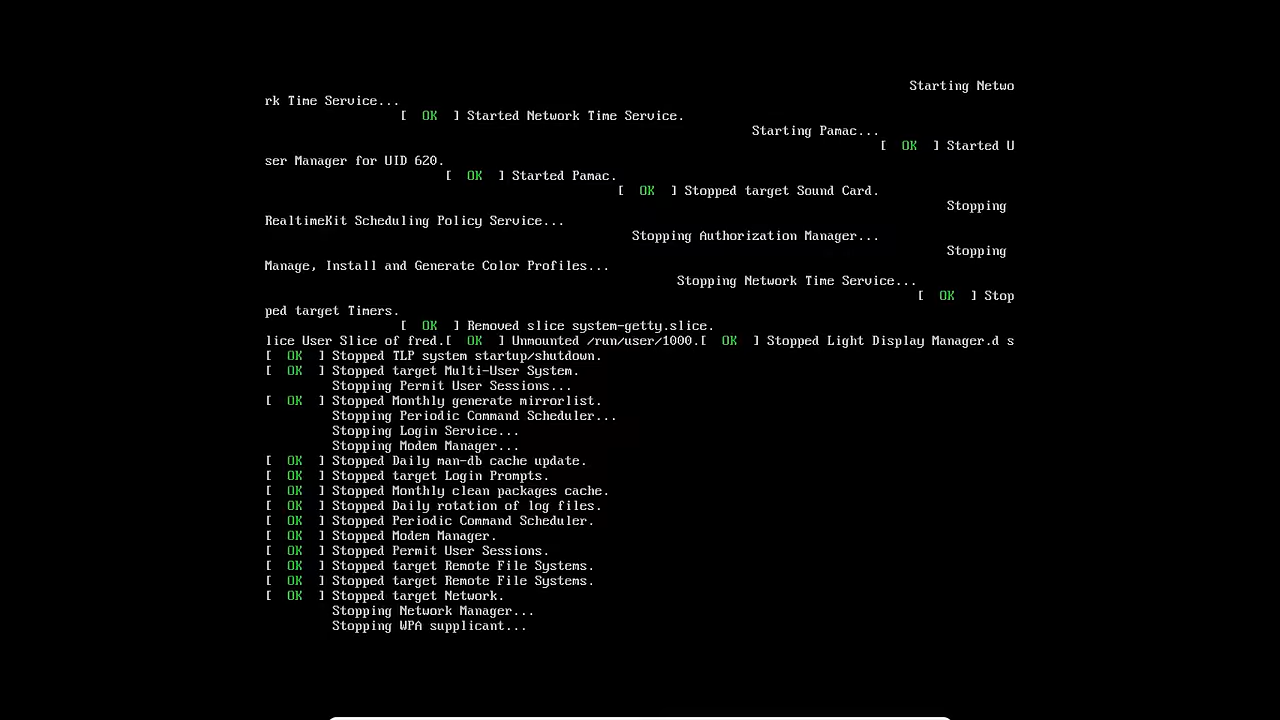 Starting Netwo
rk Time Service...
[  OK  ] Started Network Time Service.
Starting Pamac...
[  OK  ] Started U
ser Manager for UID 620.
[  OK  ] Started Pamac.
[  OK  ] Stopped target Sound Card.
Stopping
RealtimeKit Scheduling Policy Service...
Stopping Authorization Manager...
Stopping
Manage, Install and Generate Color Profiles...
Stopping Network Time Service...
[  OK  ] Stop
ped target Timers.
[  OK  ] Removed slice system-getty.slice.
lice User Slice of fred.[  OK  ] Unmounted /run/user/1000.[  OK  ] Stopped Light Display Manager.d s
[  OK  ] Stopped TLP system startup/shutdown.
[  OK  ] Stopped target Multi-User System.
Stopping Permit User Sessions...
[  OK  ] Stopped Monthly generate mirrorlist.
Stopping Periodic Command Scheduler...
Stopping Login Service...
Stopping Modem Manager...
[  OK  ] Stopped Daily man-db cache update.
[  OK  ] Stopped target Login Prompts.
[  OK  ] Stopped Monthly clean packages cache.
[  OK  ] Stopped Daily rotation of log files.
[  OK  ] Stopped Periodic Command Scheduler.
[  OK  ] Stopped Modem Manager.
[  OK  ] Stopped Permit User Sessions.
[  OK  ] Stopped target Remote File Systems.
[  OK  ] Stopped target Remote File Systems.
[  OK  ] Stopped target Network.
Stopping Network Manager...
Stopping WPA supplicant...